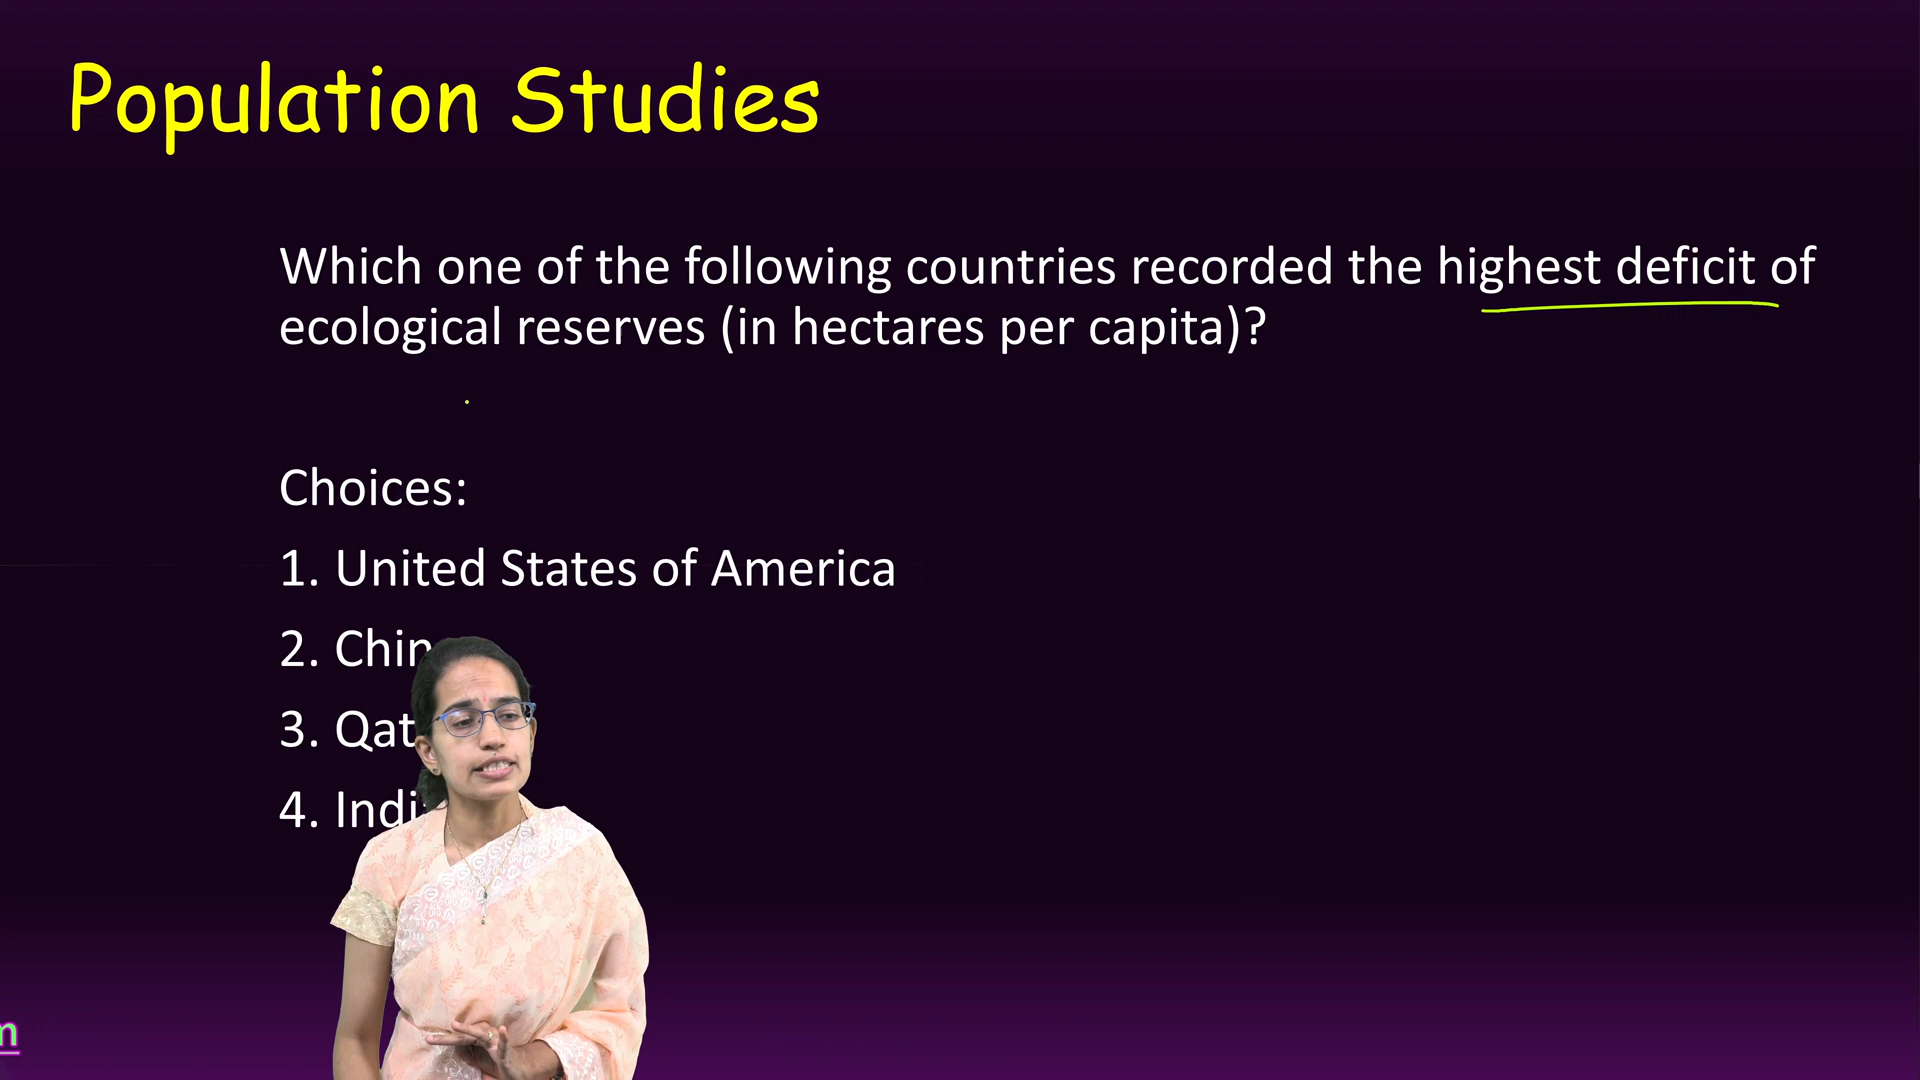 Population Studies
Which one of the following countries recorded the highest deficit of
ecological reserves (in hectares per capita)?
Choices:
1. United States of America
2. Chin
3. Qat
4. Indi
m